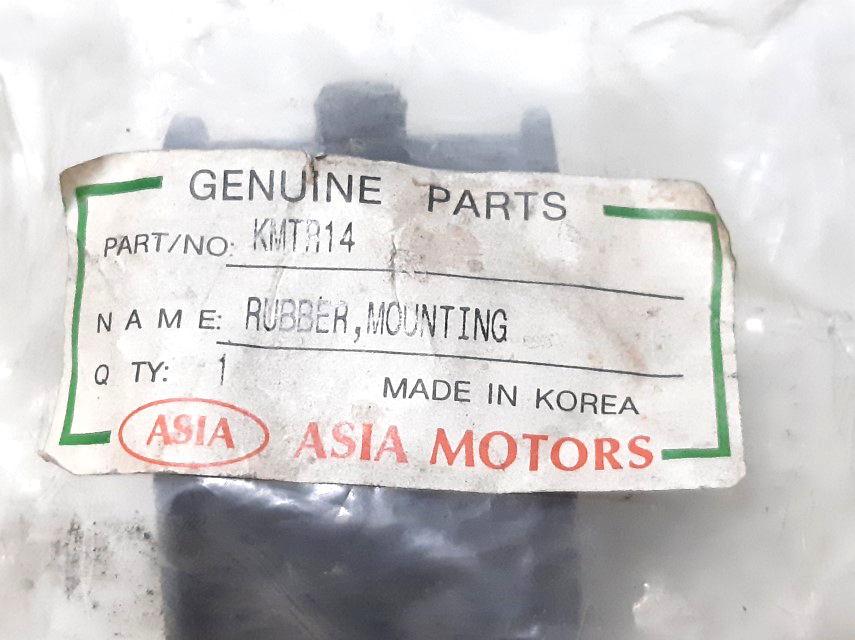 GENUINE PARTS
PART/NO: KMTR14
NAME: RUBBER,MOUNTING
Q TY: 1
MADE IN KOREA
ASIA ASIA MOTORS